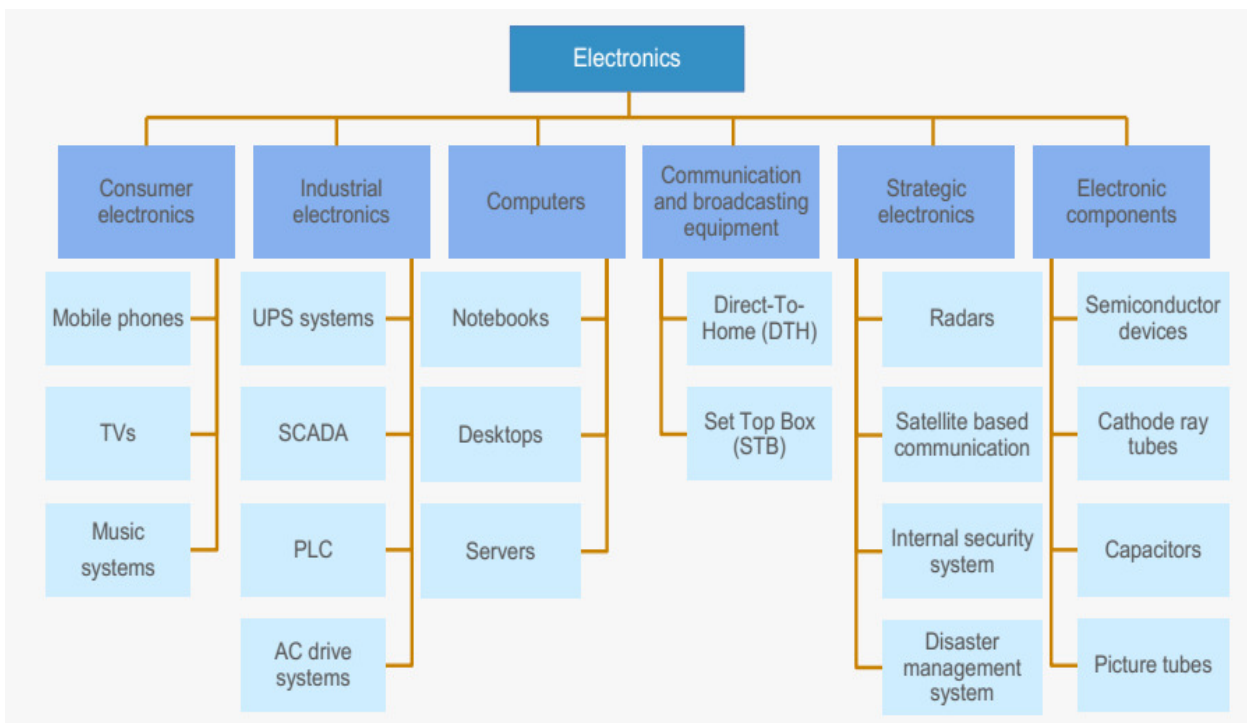 Electronics
Consumer
electronics
Industrial
electronics
Computers
Communication
and broadcasting
equipment
Strategic
electronics
Electronic
components
Mobile phones
UPS systems
Notebooks
Direct-To-
Home (DTH)
Radars
Semiconductor
devices
TVs
SCADA
Desktops
Set Top Box
(STB)
Satellite based
communication
Cathode ray
tubes
Music
systems
PLC
Servers
Internal security
system
Capacitors
AC drive
systems
Disaster
management
system
Picture tubes